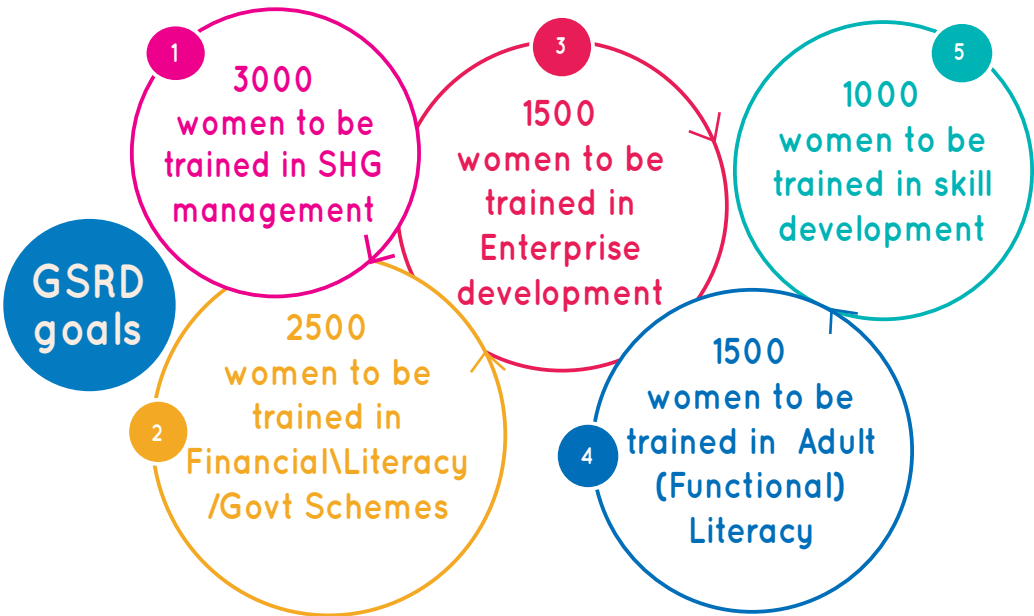 GSRD
goals
1
3000
women to be
trained in SHG
management
2
2500
women to be
trained in
Financial\Literacy
/Govt Schemes
3
1500
women to be
trained in
Enterprise
development
4
1500
women to be
trained in Adult
(Functional)
Literacy
5
1000
women to be
trained in skill
development